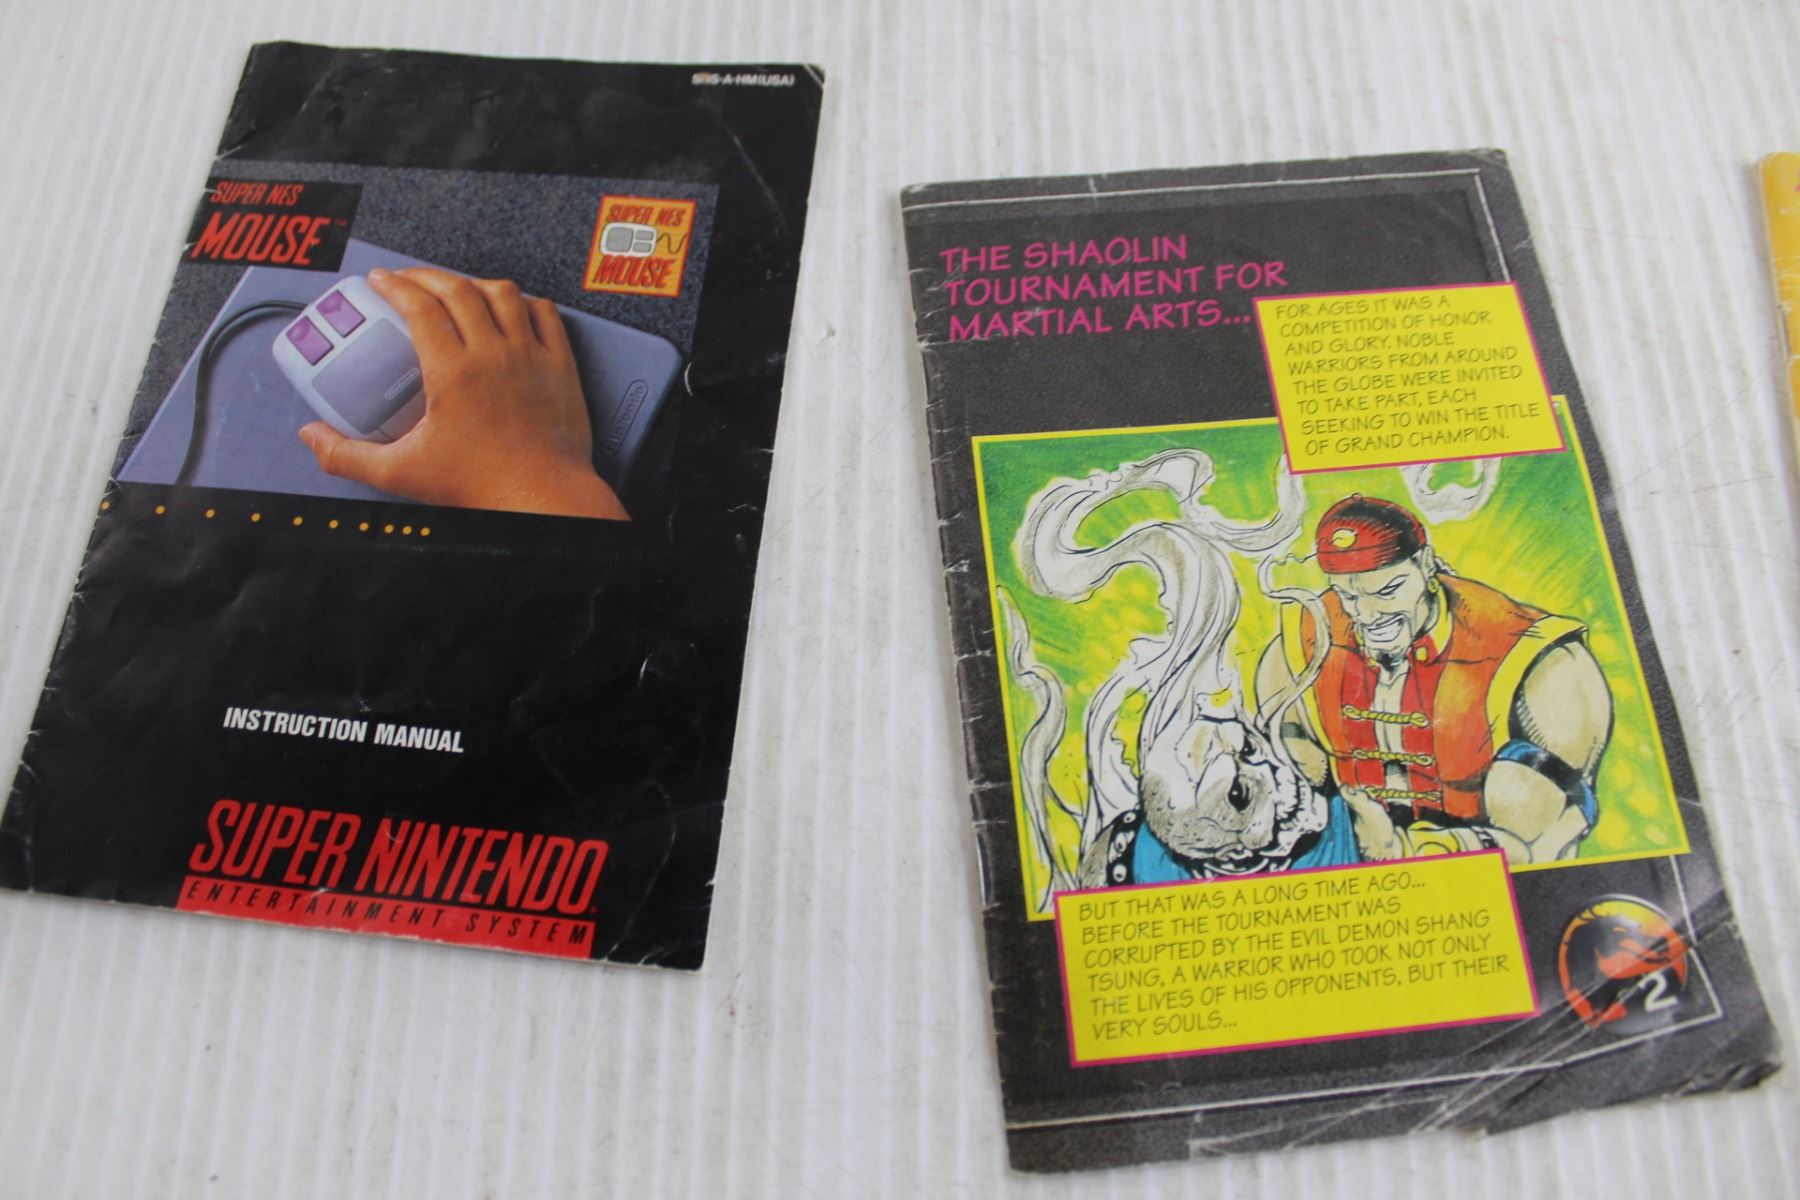 SNS-A-HM(USA)
SUPER NES
MOUSE™
SUPER NES
MOUSE
Nintendo
Nintendo
INSTRUCTION MANUAL
SUPER NINTENDO
ENTERTAINMENT SYSTEM
THE SHAOLIN
TOURNAMENT FOR
MARTIAL ARTS...
FOR AGES IT WAS A
COMPETITION OF HONOR
AND GLORY. NOBLE
WARRIORS FROM AROUND
THE GLOBE WERE INVITED
TO TAKE PART, EACH
SEEKING TO WIN THE TITLE
OF GRAND CHAMPION.
BUT THAT WAS A LONG TIME AGO...
BEFORE THE TOURNAMENT WAS
CORRUPTED BY THE EVIL DEMON SHANG
TSUNG, A WARRIOR WHO TOOK NOT ONLY
THE LIVES OF HIS OPPONENTS, BUT THEIR
VERY SOULS...
2